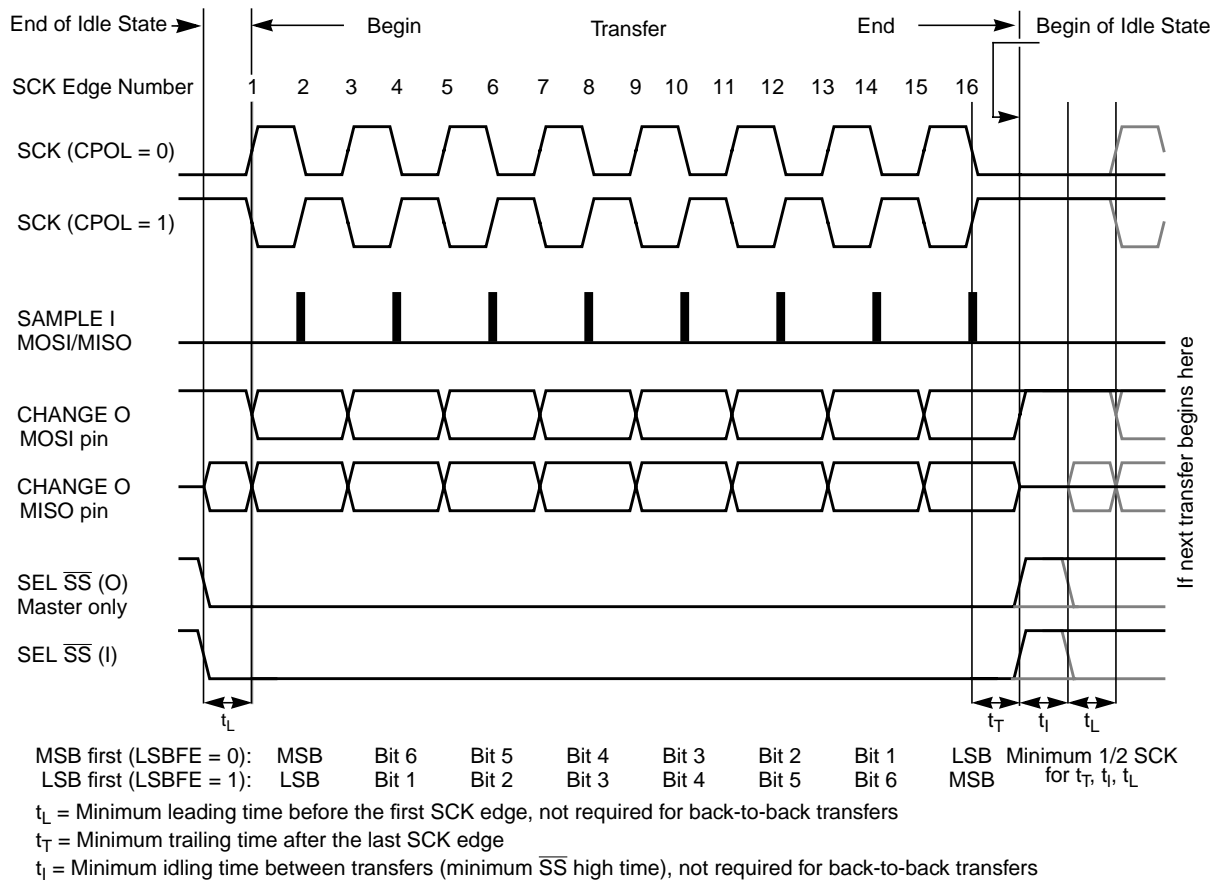 End of Idle State
Begin
Transfer
End
Begin of Idle State
SCK Edge Number
1 2 3 4 5 6 7 8 9 10 11 12 13 14 15 16
SCK (CPOL = 0)
SCK (CPOL = 1)
SAMPLE I
MOSI/MISO
CHANGE O
MOSI pin
CHANGE O
MISO pin
SEL SS (O)
Master only
SEL SS (I)
If next transfer begins here
tL
tT tI tL
MSB first (LSBFE = 0): MSB Bit 6 Bit 5 Bit 4 Bit 3 Bit 2 Bit 1 LSB Minimum 1/2 SCK
LSB first (LSBFE = 1): LSB Bit 1 Bit 2 Bit 3 Bit 4 Bit 5 Bit 6 MSB for tT, tl, tL
tL = Minimum leading time before the first SCK edge, not required for back-to-back transfers
tT = Minimum trailing time after the last SCK edge
tI = Minimum idling time between transfers (minimum SS high time), not required for back-to-back transfers